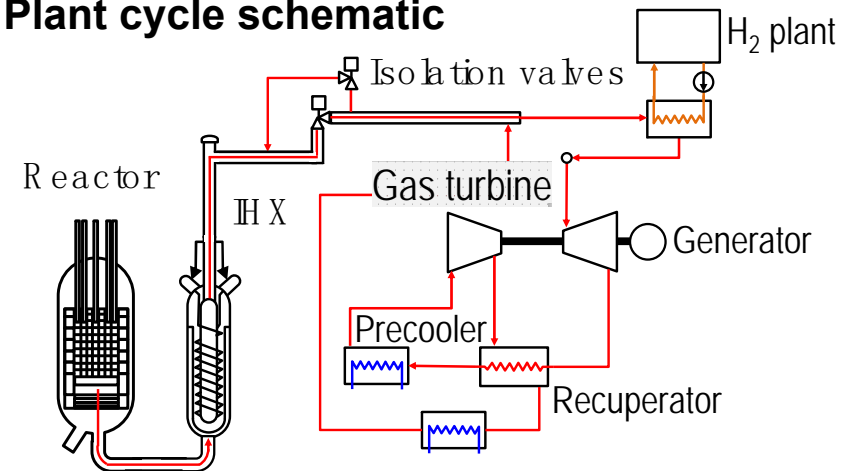 Plant cycle schematic
H₂ plant
Isolation valves
Reactor
Gas turbine
IHX
Generator
Precooler
Recuperator